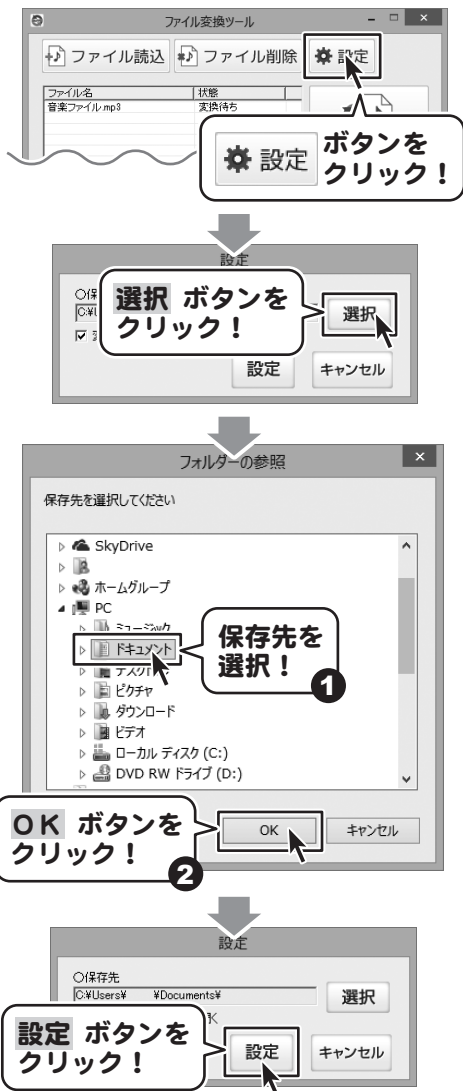 ファイル変換ツール
ファイル読込 ファイル削除 設定
ファイル名 状態
音楽ファイル.mp3 変換待ち
設定 ボタンを
クリック！
設定
選択 ボタンを
クリック！
選択
設定 キャンセル
フォルダーの参照
保存先を選択してください
SkyDrive
ホームグループ
PC
ミュージック
ドキュメント
保存先を
選択！
1
ピクチャ
ダウンロード
ビデオ
ローカル ディスク (C:)
DVD RW ドライブ (D:)
OK ボタンを
クリック！
2
OK キャンセル
設定
○保存先
C:¥Users¥ ¥Documents¥ 選択
設定 ボタンを
クリック！
設定 キャンセル